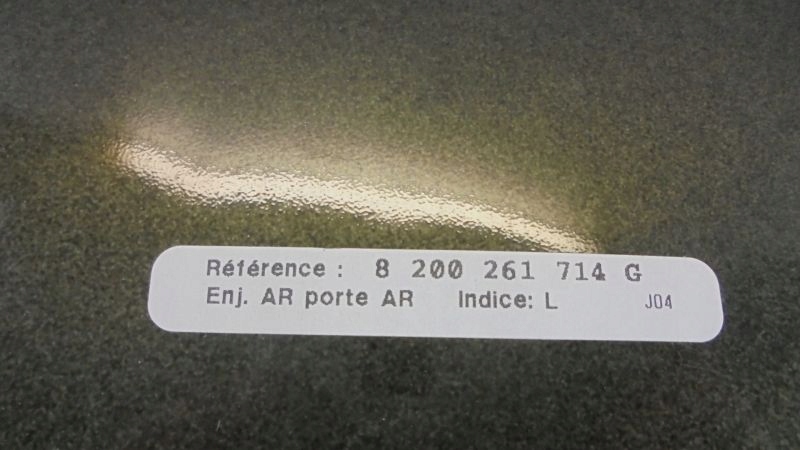 Référence : 8 200 261 714 G
Enj. AR porte AR Indice: L J04